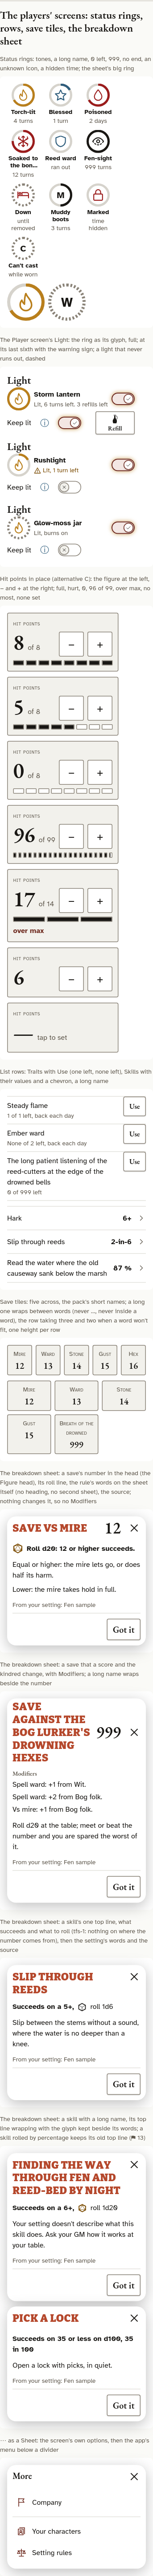 The players' screens: status rings,
rows, save tiles, the breakdown
sheet
Status rings: tones, a long name, 0 left, 999, no end, an
unknown icon, a hidden time; the sheet's big ring
Torch-lit
4 turns
Blessed
1 turn
Poisoned
2 days
Soaked to
the bon...
12 turns
Reed ward
ran out
Fen-sight
999 turns
Down
until
removed
M
Muddy
boots
3 turns
Marked
time
hidden
C
Can't cast
while worn
W
The Player screen's Light: the ring as its glyph, full; at
its last sixth with the warning sign; a light that never
runs out, dashed
Light
Storm lantern
Lit, 6 turns left, 3 refills left
Keep lit
Refill
Light
Rushlight
Lit, 1 turn left
Keep lit
Light
Glow-moss jar
Lit, burns on
Keep lit
Hit points in place (alternative C): the figure at the left,
− and + at the right; full, hurt, 0, 96 of 99, over max, no
most, none set
HIT POINTS
8 of 8
− +
HIT POINTS
5 of 8
− +
HIT POINTS
0 of 8
− +
HIT POINTS
96 of 99
− +
HIT POINTS
17 of 14
− +
over max
HIT POINTS
6
− +
HIT POINTS
tap to set
List rows: Traits with Use (one left, none left), Skills with
their values and a chevron, a long name
Steady flame
1 of 1 left, back each day
Use
Ember ward
None of 2 left, back each day
Use
The long patient listening of the
reed-cutters at the edge of the
drowned bells
0 of 999 left
Use
Hark
6+
Slip through reeds
2-in-6
Read the water where the old
causeway sank below the marsh
87 %
Save tiles: five across, the pack's short names; a long
one wraps between words (never …, never inside a
word), the row taking three and two when a word won't
fit, one height per row
Mire
12
Ward
13
Stone
14
Gust
15
Hex
16
Mire
12
Ward
13
Stone
14
Gust
15
Breath of the
drowned
999
The breakdown sheet: a save's number in the head (the
Figure head), its roll line, the rule's words on the sheet
itself (no heading, no second sheet), the source;
nothing changes it, so no Modifiers
SAVE VS MIRE
12
Roll d20: 12 or higher succeeds.
Equal or higher: the mire lets go, or does
half its harm.
Lower: the mire takes hold in full.
From your setting: Fen sample
Got it
The breakdown sheet: a save with a score and the
kindred change, with Modifiers; a long name wraps
beside the number
SAVE
AGAINST THE
BOG LURKER'S
DROWNING
HEXES
999
Modifiers
Spell ward: +1 from Wit.
Spell ward: +2 from Bog folk.
Vs mire: +1 from Bog folk.
Roll d20 at the table; meet or beat the
number and you are spared the worst of
it.
From your setting: Fen sample
Got it
The breakdown sheet: a skill's one top line, what
succeeds and what to roll (rfs-1: nothing on where the
number comes from), then the setting's words and the
source
SLIP THROUGH
REEDS
Succeeds on a 5+, roll 1d6
Slip between the stems without a sound,
where the water is no deeper than a
knee.
From your setting: Fen sample
Got it
The breakdown sheet: a skill with a long name, its top
line wrapping with the glyph kept beside its words; a
FINDING THE WAY
THROUGH FEN AND
REED-BED BY NIGHT
Succeeds on a 6+, roll 1d20
Your setting doesn't describe what this
skill does. Ask your GM how it works at
your table.
From your setting: Fen sample
Got it
PICK A LOCK
Succeeds on 35 or less on d100, 35
in 100
Open a lock with picks, in quiet.
From your setting: Fen sample
Got it
⋯ as a Sheet: the screen's own options, then the app's
menu below a divider
More
Company
Your characters
Setting rules